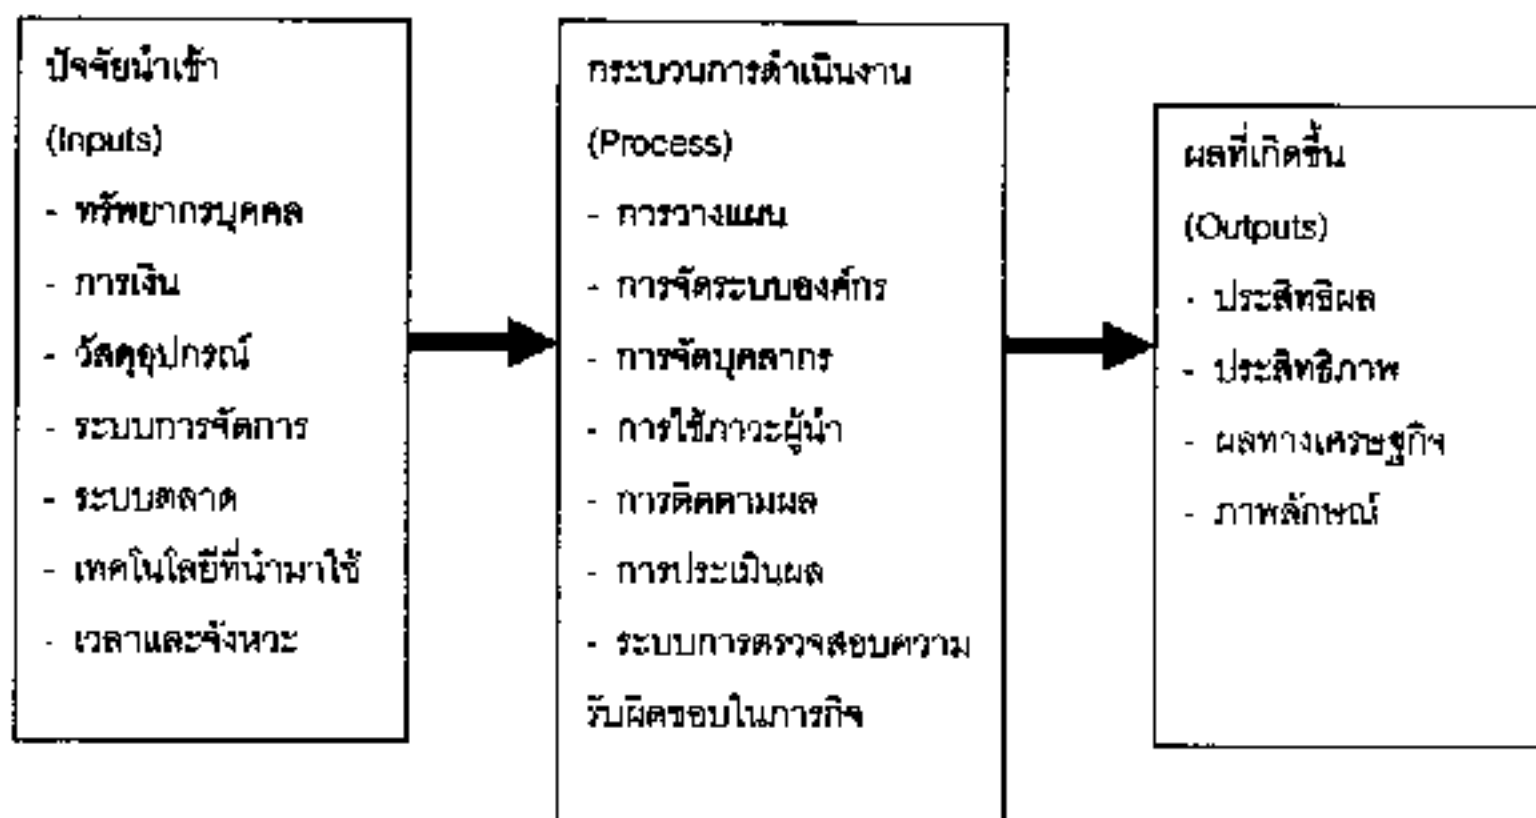 ปัจจัยนำเข้า
(Inputs)
- ทรัพยากรบุคคล
- การเงิน
- วัสดุอุปกรณ์
- ระบบการจัดการ
- ระบบตลาด
- เทคโนโลยีที่นำมาใช้
- เวลาและจังหวะ
กระบวนการดำเนินงาน
(Process)
- การวางแผน
- การจัดระบบองค์กร
- การจัดบุคลากร
- การใช้ภาวะผู้นำ
- การติดตามผล
- การประเมินผล
- ระบบการตรวจสอบความ
รับผิดชอบในภารกิจ
ผลที่เกิดขึ้น
(Outputs)
- ประสิทธิผล
- ประสิทธิภาพ
- ผลทางเศรษฐกิจ
- ภาพลักษณ์